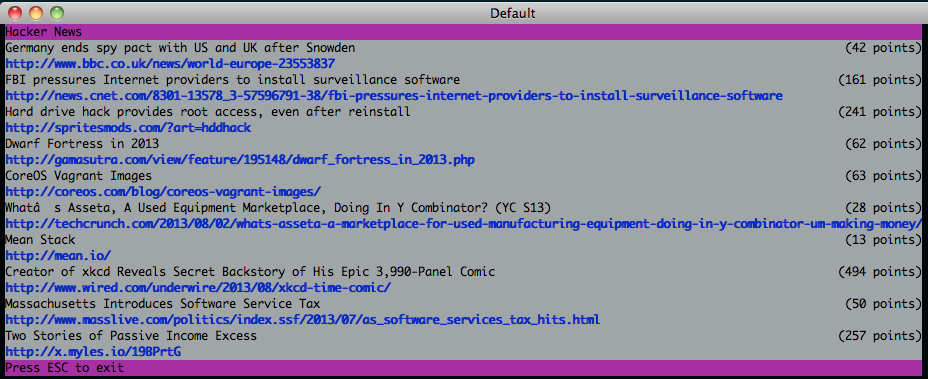 Default
Hacker News
Germany ends spy pact with US and UK after Snowden (42 points)
http://www.bbc.co.uk/news/world-europe-23553837
FBI pressures Internet providers to install surveillance software (161 points)
http://news.cnet.com/8301-13578_3-57596791-38/fbi-pressures-internet-providers-to-install-surveillance-software
Hard drive hack provides root access, even after reinstall (241 points)
http://spritesmods.com/?art=hddhack
Dwarf Fortress in 2013 (62 points)
http://gamasutra.com/view/feature/195148/dwarf_fortress_in_2013.php
CoreOS Vagrant Images (63 points)
http://coreos.com/blog/coreos-vagrant-images/
Whatâ s Asseta, A Used Equipment Marketplace, Doing In Y Combinator? (YC S13) (28 points)
http://techcrunch.com/2013/08/02/whats-asseta-a-marketplace-for-used-manufacturing-equipment-doing-in-y-combinator-um-making-money/
Mean Stack (13 points)
http://mean.io/
Creator of xkcd Reveals Secret Backstory of His Epic 3,990-Panel Comic (494 points)
http://www.wired.com/underwire/2013/08/xkcd-time-comic/
Massachusetts Introduces Software Service Tax (50 points)
http://www.masslive.com/politics/index.ssf/2013/07/as_software_services_tax_hits.html
Two Stories of Passive Income Excess (257 points)
http://x.myles.io/19BPrtG
Press ESC to exit